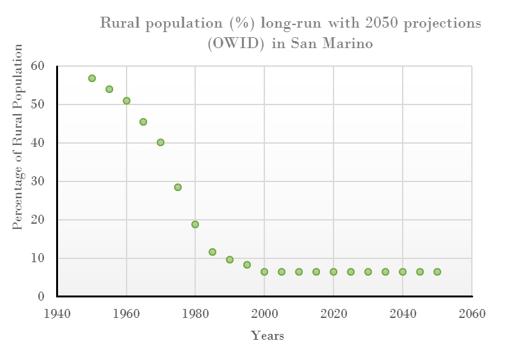 Rural population (%) long-run with 2050 projections
(OWID) in San Marino
Percentage of Rural Population
60
50
40
30
20
10
0
1940 1960 1980 2000 2020 2040 2060
Years